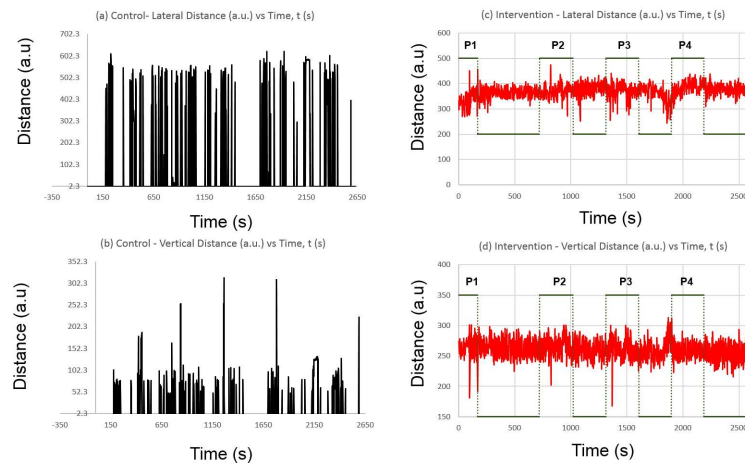 (a) Control- Lateral Distance (a.u.) vs Time, t (s)
702.3
602.3
502.3
402.3
302.3
202.3
102.3
2.3
-350 150 650 1150 1650 2150 2650
Distance (a.u)
Time (s)
(b) Control - Vertical Distance (a.u.) vs Time, t (s)
352.3
302.3
252.3
202.3
152.3
102.3
52.3
2.3
-350 150 650 1150 1650 2150 2650
Distance (a.u)
Time (s)
(c) Intervention - Lateral Distance (a.u.) vs Time, t (s)
600
500
400
300
200
100
0
P1 P2 P3 P4
0 500 1000 1500 2000 2500
Distance (a.u)
Time (s)
(d) Intervention - Vertical Distance (a.u.) vs Time, t (s)
400
350
300
250
200
150
P1 P2 P3 P4
0 500 1000 1500 2000 2500
Distance (a.u)
Time (s)